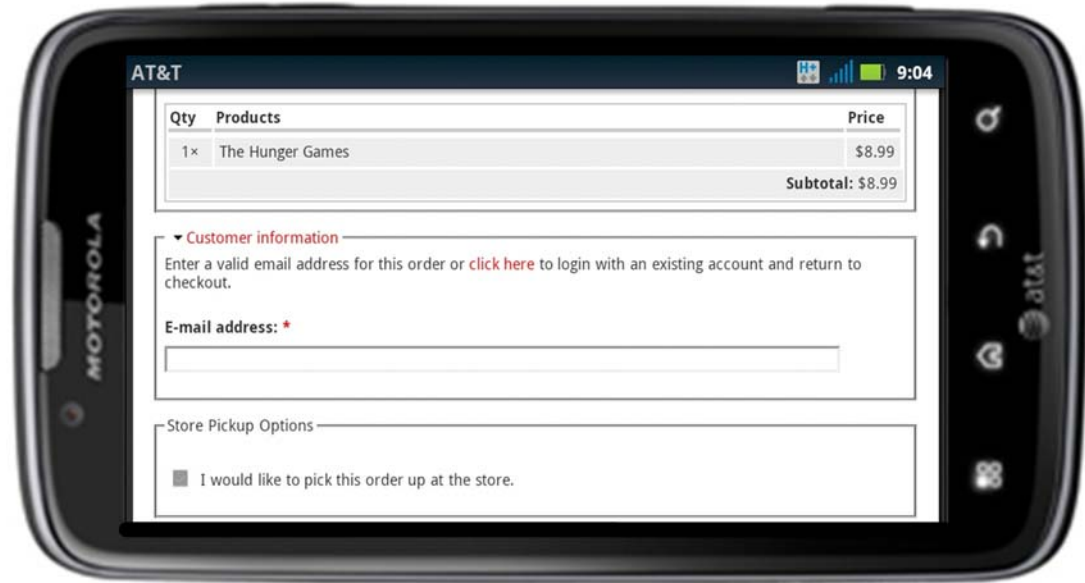 AT&T 9:04
Qty Products Price
1× The Hunger Games $8.99
Subtotal: $8.99
Customer information
Enter a valid email address for this order or click here to login with an existing account and return to
checkout.
E-mail address: *
Store Pickup Options
I would like to pick this order up at the store.
MOTOROLA
at&t